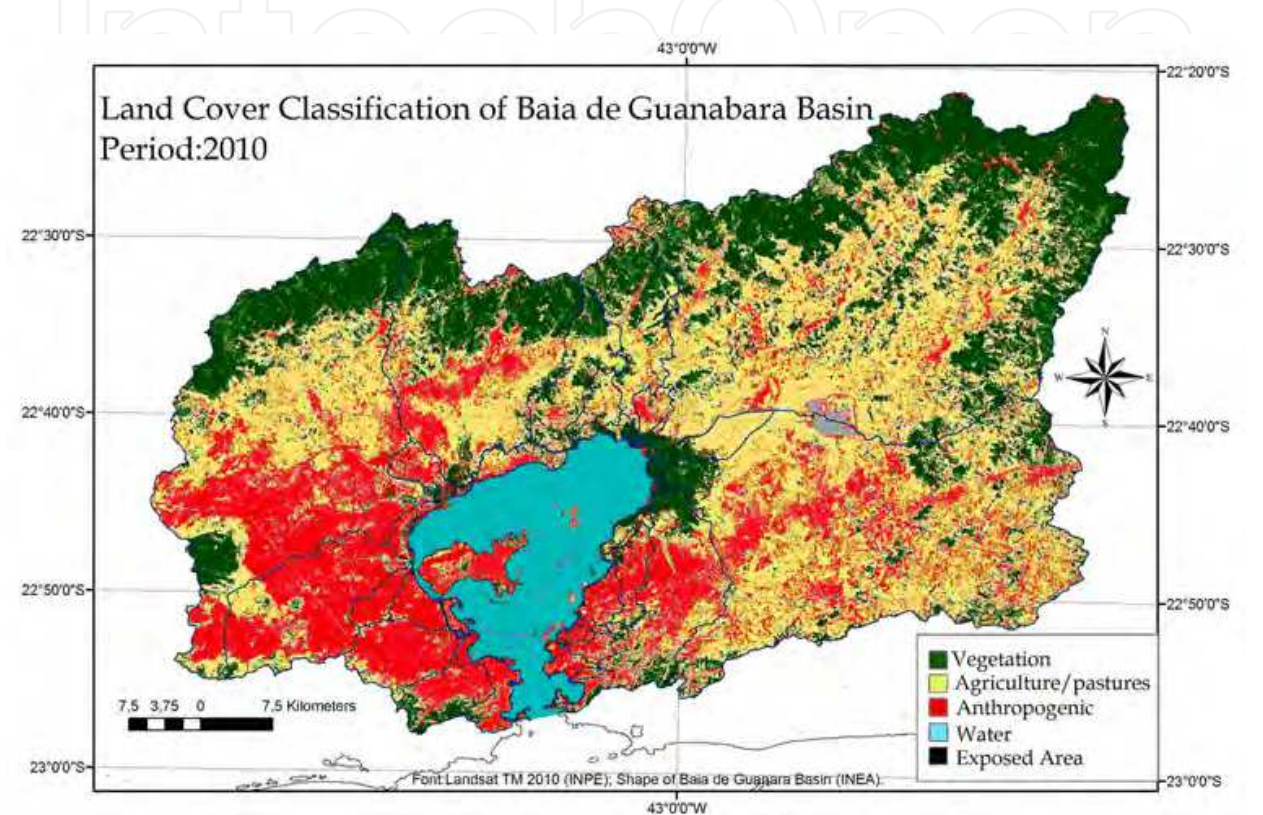 IntechOpen
43°0'0"W
22°20'0"S
Land Cover Classification of Baia de Guanabara Basin
Period:2010
22°30'0"S
22°30'0"S
N
W
E
S
22°40'0"S
22°40'0"S
22°50'0"S
22°50'0"S
Vegetation
Agriculture/pastures
Anthropogenic
Water
Exposed Area
7.5 3,75 0 7.5 Kilometers
23°0'0"S
Font:Landsat TM 2010 (INPE); Shape of Baia de Guanara Basin (INEA).
23°0'0"S
43°0'0"W